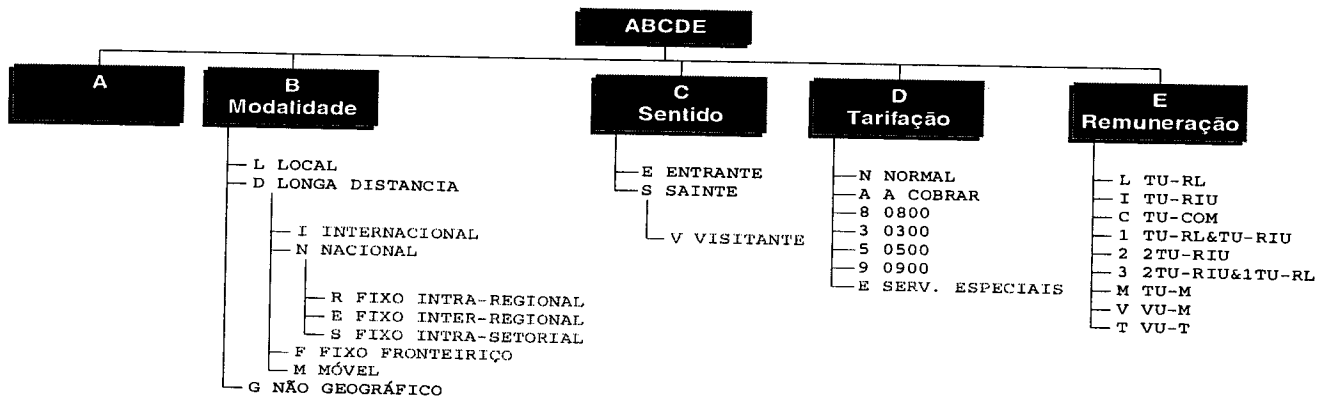 ABCDE
A
B
Modalidade
L LOCAL
D LONGA DISTANCIA
I INTERNACIONAL
N NACIONAL
R FIXO INTRA-REGIONAL
E FIXO INTER-REGIONAL
S FIXO INTRA-SETORIAL
F FIXO FRONTEIRIÇO
M MÓVEL
G NÃO GEOGRÁFICO
C
Sentido
E ENTRANTE
S SAINTE
V VISITANTE
D
Tarifação
N NORMAL
A A COBRAR
8 0800
3 0300
5 0500
9 0900
E SERV. ESPECIAIS
E
Remuneração
L TU-RL
I TU-RIU
C TU-COM
1 TU-RL&TU-RIU
2 2TU-RIU
3 2TU-RIU&1TU-RL
M TU-M
V VU-M
T VU-T